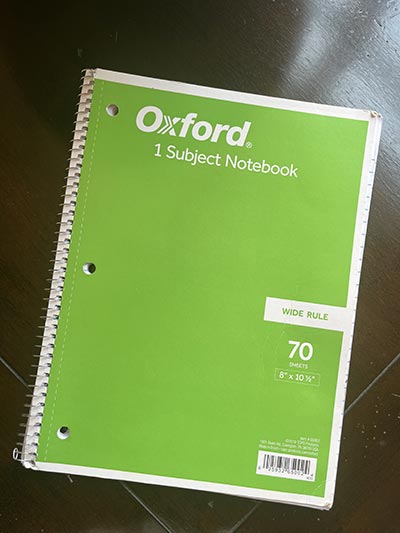 Oxford®
1 Subject Notebook
WIDE RULE
70
SHEETS
8" x 10 ½"